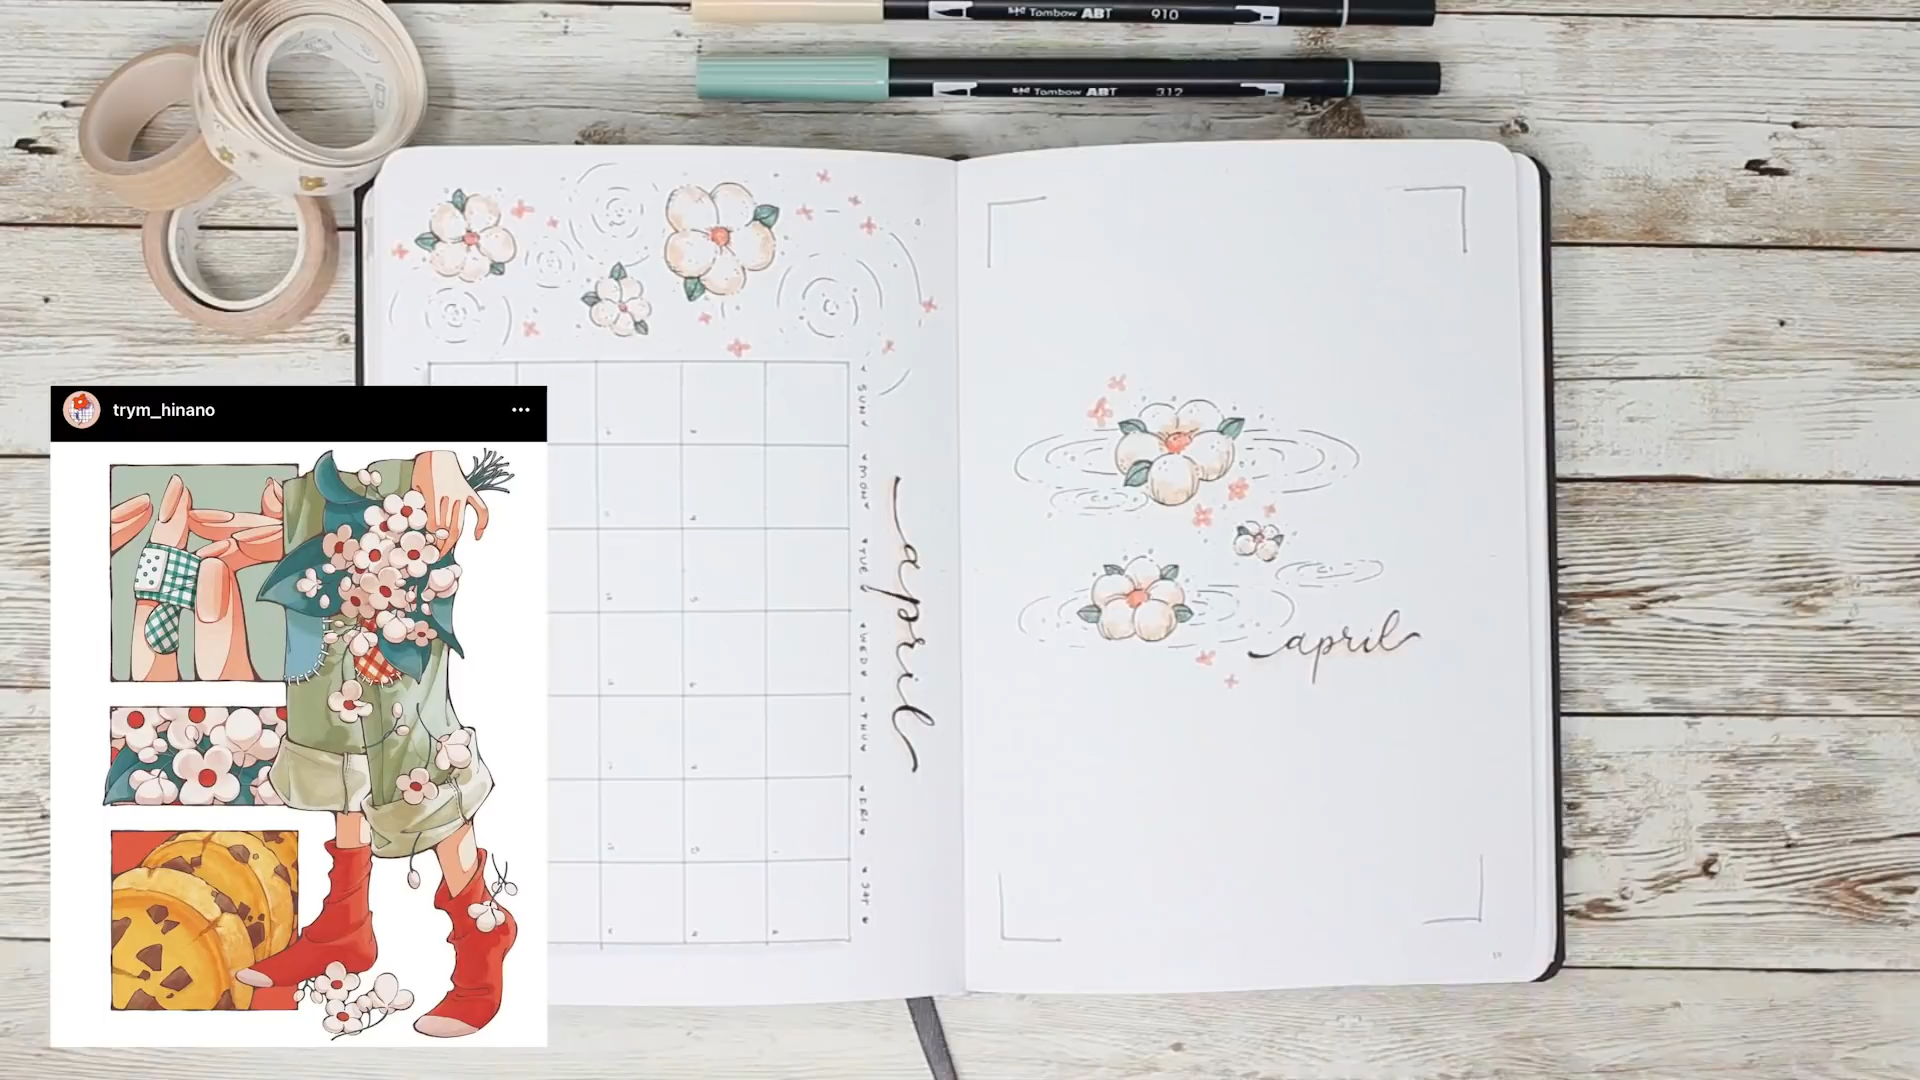 Tombow ABT 910
Tombow ABT 312
trym_hinano
SUN
MON
TUE
WED
THU
FRI
SAT
april
april